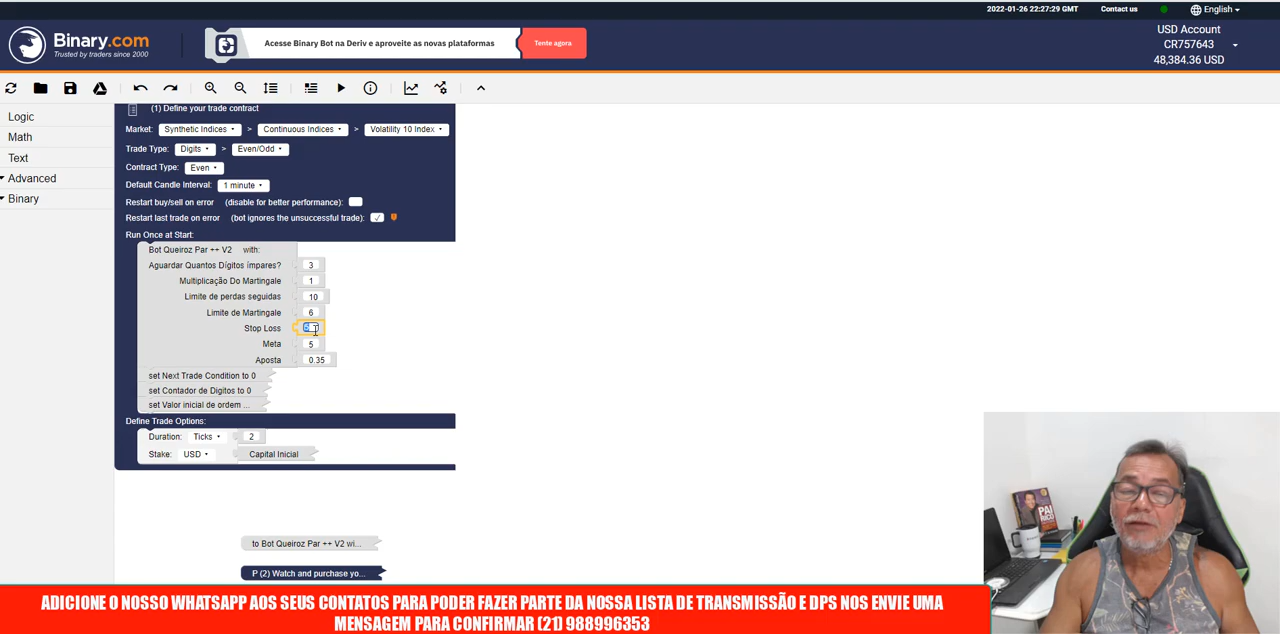 2022-01-26 22:27:29 GMT Contact us English
Binary.com
Trusted by traders since 2000
Acesse Binary Bot na Deriv e aproveite as novas plataformas
Tente agora
USD Account
CR757643
48,384.36 USD
Logic
Math
Text
Advanced
Binary
(1) Define your trade contract
Market: Synthetic Indices > Continuous Indices > Volatility 10 Index
Trade Type: Digits > Even/Odd
Contract Type: Even
Default Candle Interval: 1 minute
Restart buy/sell on error (disable for better performance):
Restart last trade on error (bot ignores the unsuccessful trade):
Run Once at Start:
Bot Queiroz Par ++ V2 with:
Aguardar Quantos Dígitos ímpares? 3
Multiplicação Do Martingale 1
Limite de perdas seguidas 10
Limite de Martingale 6
Stop Loss
Meta 5
Aposta 0.35
set Next Trade Condition to 0
set Contador de Digitos to 0
set Valor inicial de ordem ...
Define Trade Options:
Duration: Ticks 2
Stake: USD Capital Inicial
to Bot Queiroz Par ++ V2 wi...
P (2) Watch and purchase yo...
PAI
ADICIONE O NOSSO WHATSAPP AOS SEUS CONTATOS PARA PODER FAZER PARTE DA NOSSA LISTA DE TRANSMISSÃO E DPS NOS ENVIE UMA
MENSAGEM PARA CONFIRMAR (21) 988996353